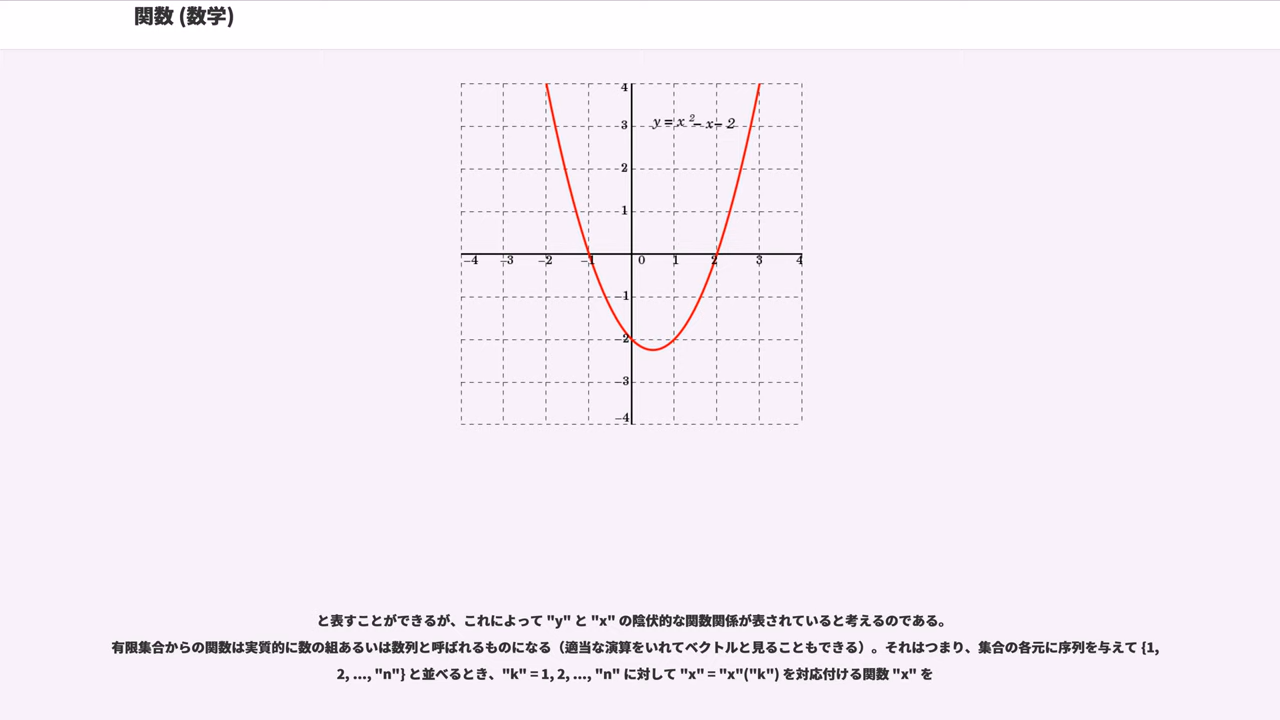 関数 (数学)
4
y = x 2 – x – 2
3
2
1
–4 –3 –2 –1 0 1 2 3 4
–1
–2
–3
–4
と表すことができるが、これによって "y" と "x" の陰伏的な関数関係が表されていると考えるのである。
有限集合からの関数は実質的に数の組あるいは数列と呼ばれるものになる（適当な演算をいれてベクトルと見ることもできる）。それはつまり、集合の各元に序列を与えて {1,
2, ..., "n"} と並べるとき、"k" = 1, 2, ..., "n" に対して "x" = "x"("k") を対応付ける関数 "x" を